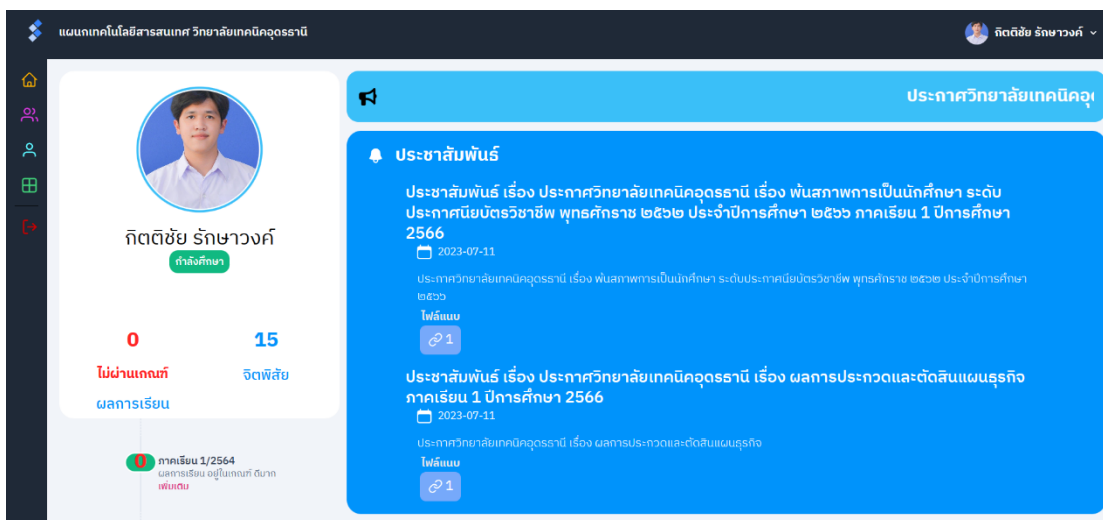 แผนกเทคโนโลยีสารสนเทศ วิทยาลัยเทคนิคอุดรธานี
กิตติชัย รักษาวงค์
กิตติชัย รักษาวงค์
กำลังศึกษา
0
15
ไม่ผ่านเกณฑ์
จิตพิสัย
ผลการเรียน
0
ภาคเรียน 1/2564
ผลการเรียน อยู่ในเกณฑ์ ดีมาก
เพิ่มเติม
ประกาศวิทยาลัยเทคนิคอุ
ประชาสัมพันธ์
ประชาสัมพันธ์ เรื่อง ประกาศวิทยาลัยเทคนิคอุดรธานี เรื่อง พ้นสภาพการเป็นนักศึกษา ระดับ
ประกาศนียบัตรวิชาชีพ พุทธศักราช ๒๕๖๒ ประจำปีการศึกษา ๒๕๖๖ ภาคเรียน 1 ปีการศึกษา
2566
2023-07-11
ประกาศวิทยาลัยเทคนิคอุดรธานี เรื่อง พ้นสภาพการเป็นนักศึกษา ระดับประกาศนียบัตรวิชาชีพ พุทธศักราช ๒๕๖๒ ประจำปีการศึกษา
๒๕๖๖
ไฟล์แนบ
1
ประชาสัมพันธ์ เรื่อง ประกาศวิทยาลัยเทคนิคอุดรธานี เรื่อง ผลการประกวดและตัดสินแผนธุรกิจ
ภาคเรียน 1 ปีการศึกษา 2566
2023-07-11
ประกาศวิทยาลัยเทคนิคอุดรธานี เรื่อง ผลการประกวดและตัดสินแผนธุรกิจ
ไฟล์แนบ
1